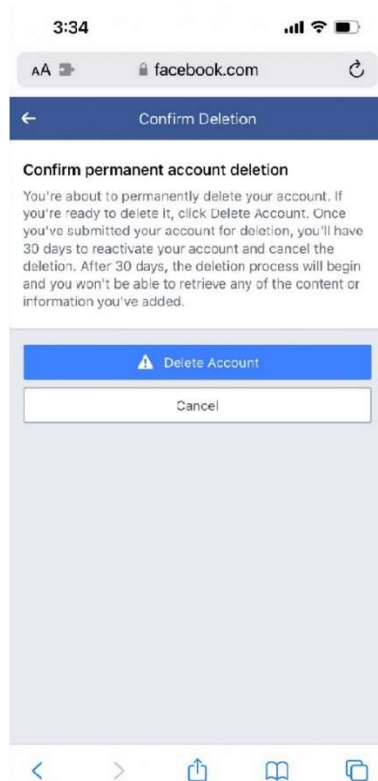 3:34
AA facebook.com
Confirm Deletion
Confirm permanent account deletion
You're about to permanently delete your account. If
you're ready to delete it, click Delete Account. Once
you've submitted your account for deletion, you'll have
30 days to reactivate your account and cancel the
deletion. After 30 days, the deletion process will begin
and you won't be able to retrieve any of the content or
information you've added.
Delete Account
Cancel